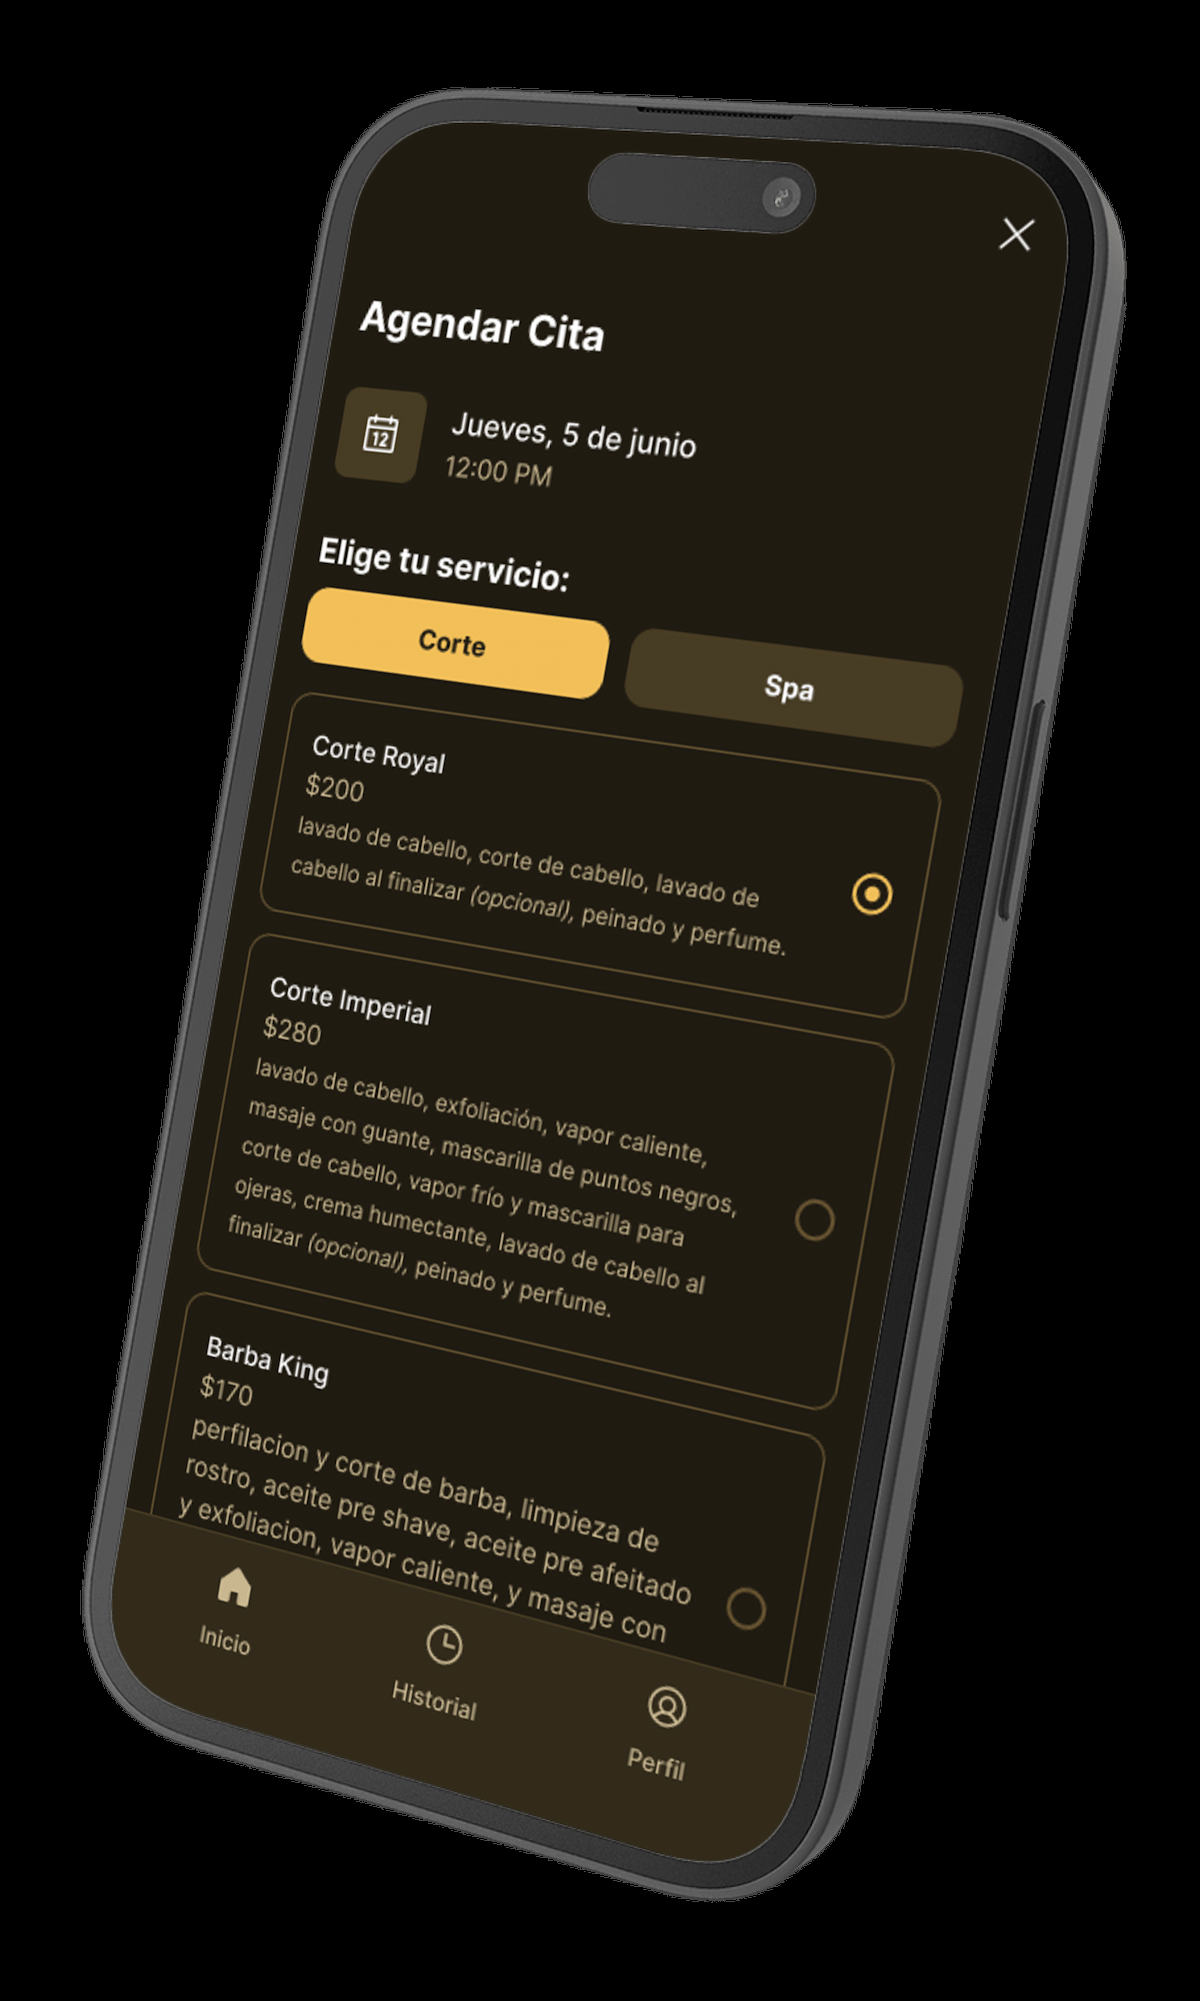 Agendar Cita
12
Jueves, 5 de junio
12:00 PM
Elige tu servicio:
Corte
Spa
Corte Royal
$200
lavado de cabello, corte de cabello, lavado de
cabello al finalizar (opcional), peinado y perfume.
Corte Imperial
$280
lavado de cabello, exfoliación, vapor caliente,
masaje con guante, mascarilla de puntos negros,
corte de cabello, vapor frío y mascarilla para
ojeras, crema humectante, lavado de cabello al
finalizar (opcional), peinado y perfume.
Barba King
$170
perfilacion y corte de barba, limpieza de
rostro, aceite pre shave, aceite pre afeitado
y exfoliacion, vapor caliente, y masaje con
Inicio
Historial
Perfil